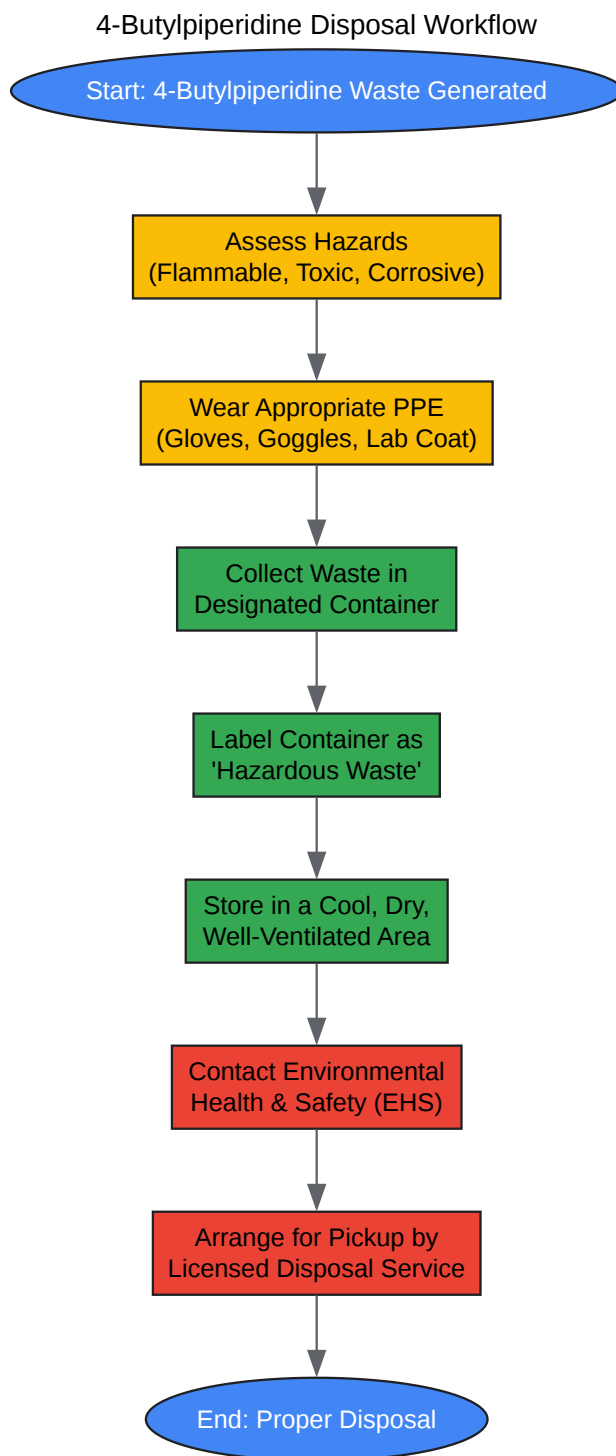 4-Butylpiperidine Disposal Workflow
Start: 4-Butylpiperidine Waste Generated
Assess Hazards
(Flammable, Toxic, Corrosive)
Wear Appropriate PPE
(Gloves, Goggles, Lab Coat)
Collect Waste in
Designated Container
Label Container as
'Hazardous Waste'
Store in a Cool, Dry,
Well-Ventilated Area
Contact Environmental
Health & Safety (EHS)
Arrange for Pickup by
Licensed Disposal Service
End: Proper Disposal